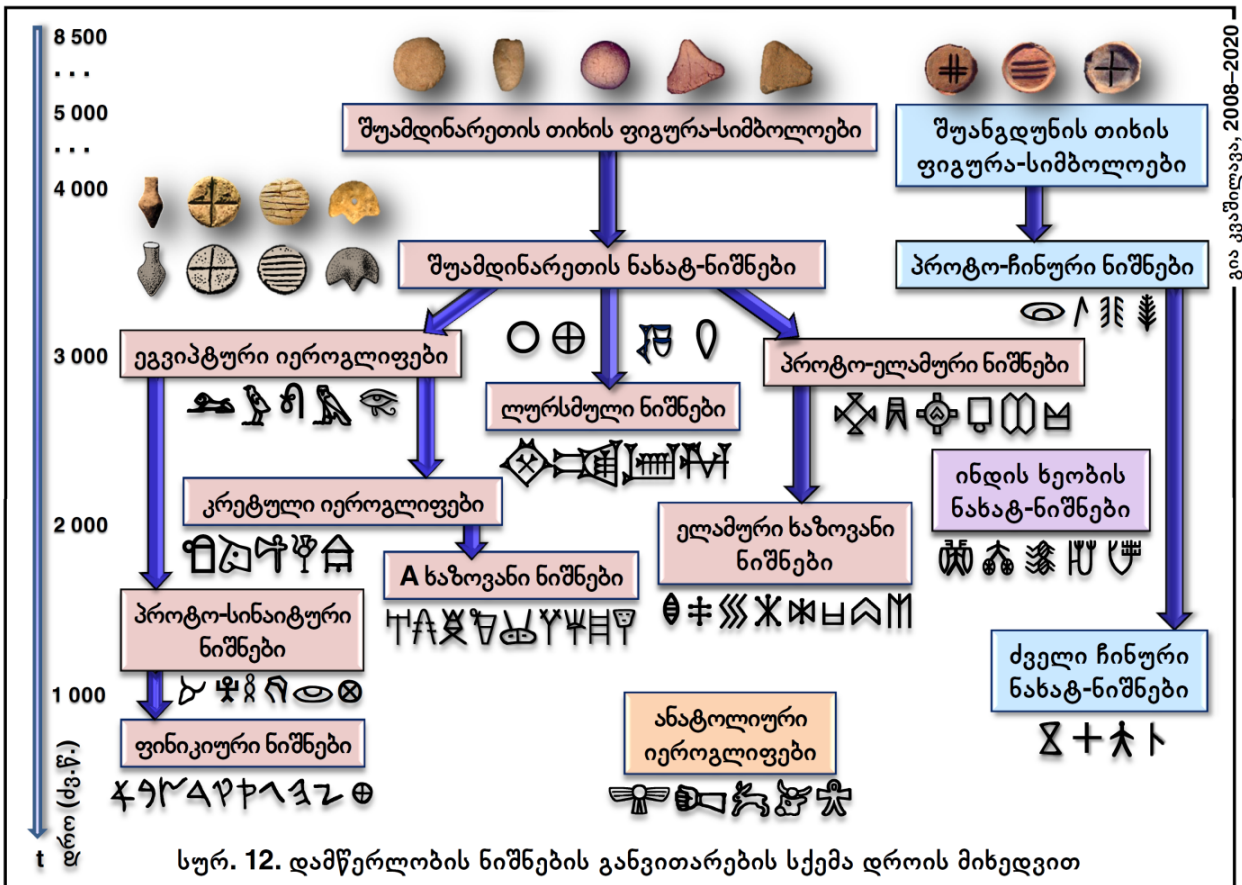 8 500
. . .
5 000
. . .
4 000
3 000
2 000
1 000
t
დრო (ძვ.წ.)
შუამდინარეთის თიხის ფიგურა-სიმბოლოები
შუანგდუნის თიხის
ფიგურა-სიმბოლოები
შუამდინარეთის ნახატ-ნიშნები
პროტო-ჩინური ნიშნები
ეგვიპტური იეროგლიფები
ლურსმული ნიშნები
პროტო-ელამური ნიშნები
კრეტული იეროგლიფები
ელამური ხაზოვანი
ნიშნები
ინდის ხეობის
ნახატ-ნიშნები
A ხაზოვანი ნიშნები
პროტო-სინაიტური
ნიშნები
ძველი ჩინური
ნახატ-ნიშნები
ფინიკიური ნიშნები
ანატოლიური
იეროგლიფები
სურ. 12. დამწერლობის ნიშნების განვითარების სქემა დროის მიხედვით
გია კვაშილავა, 2008–2020